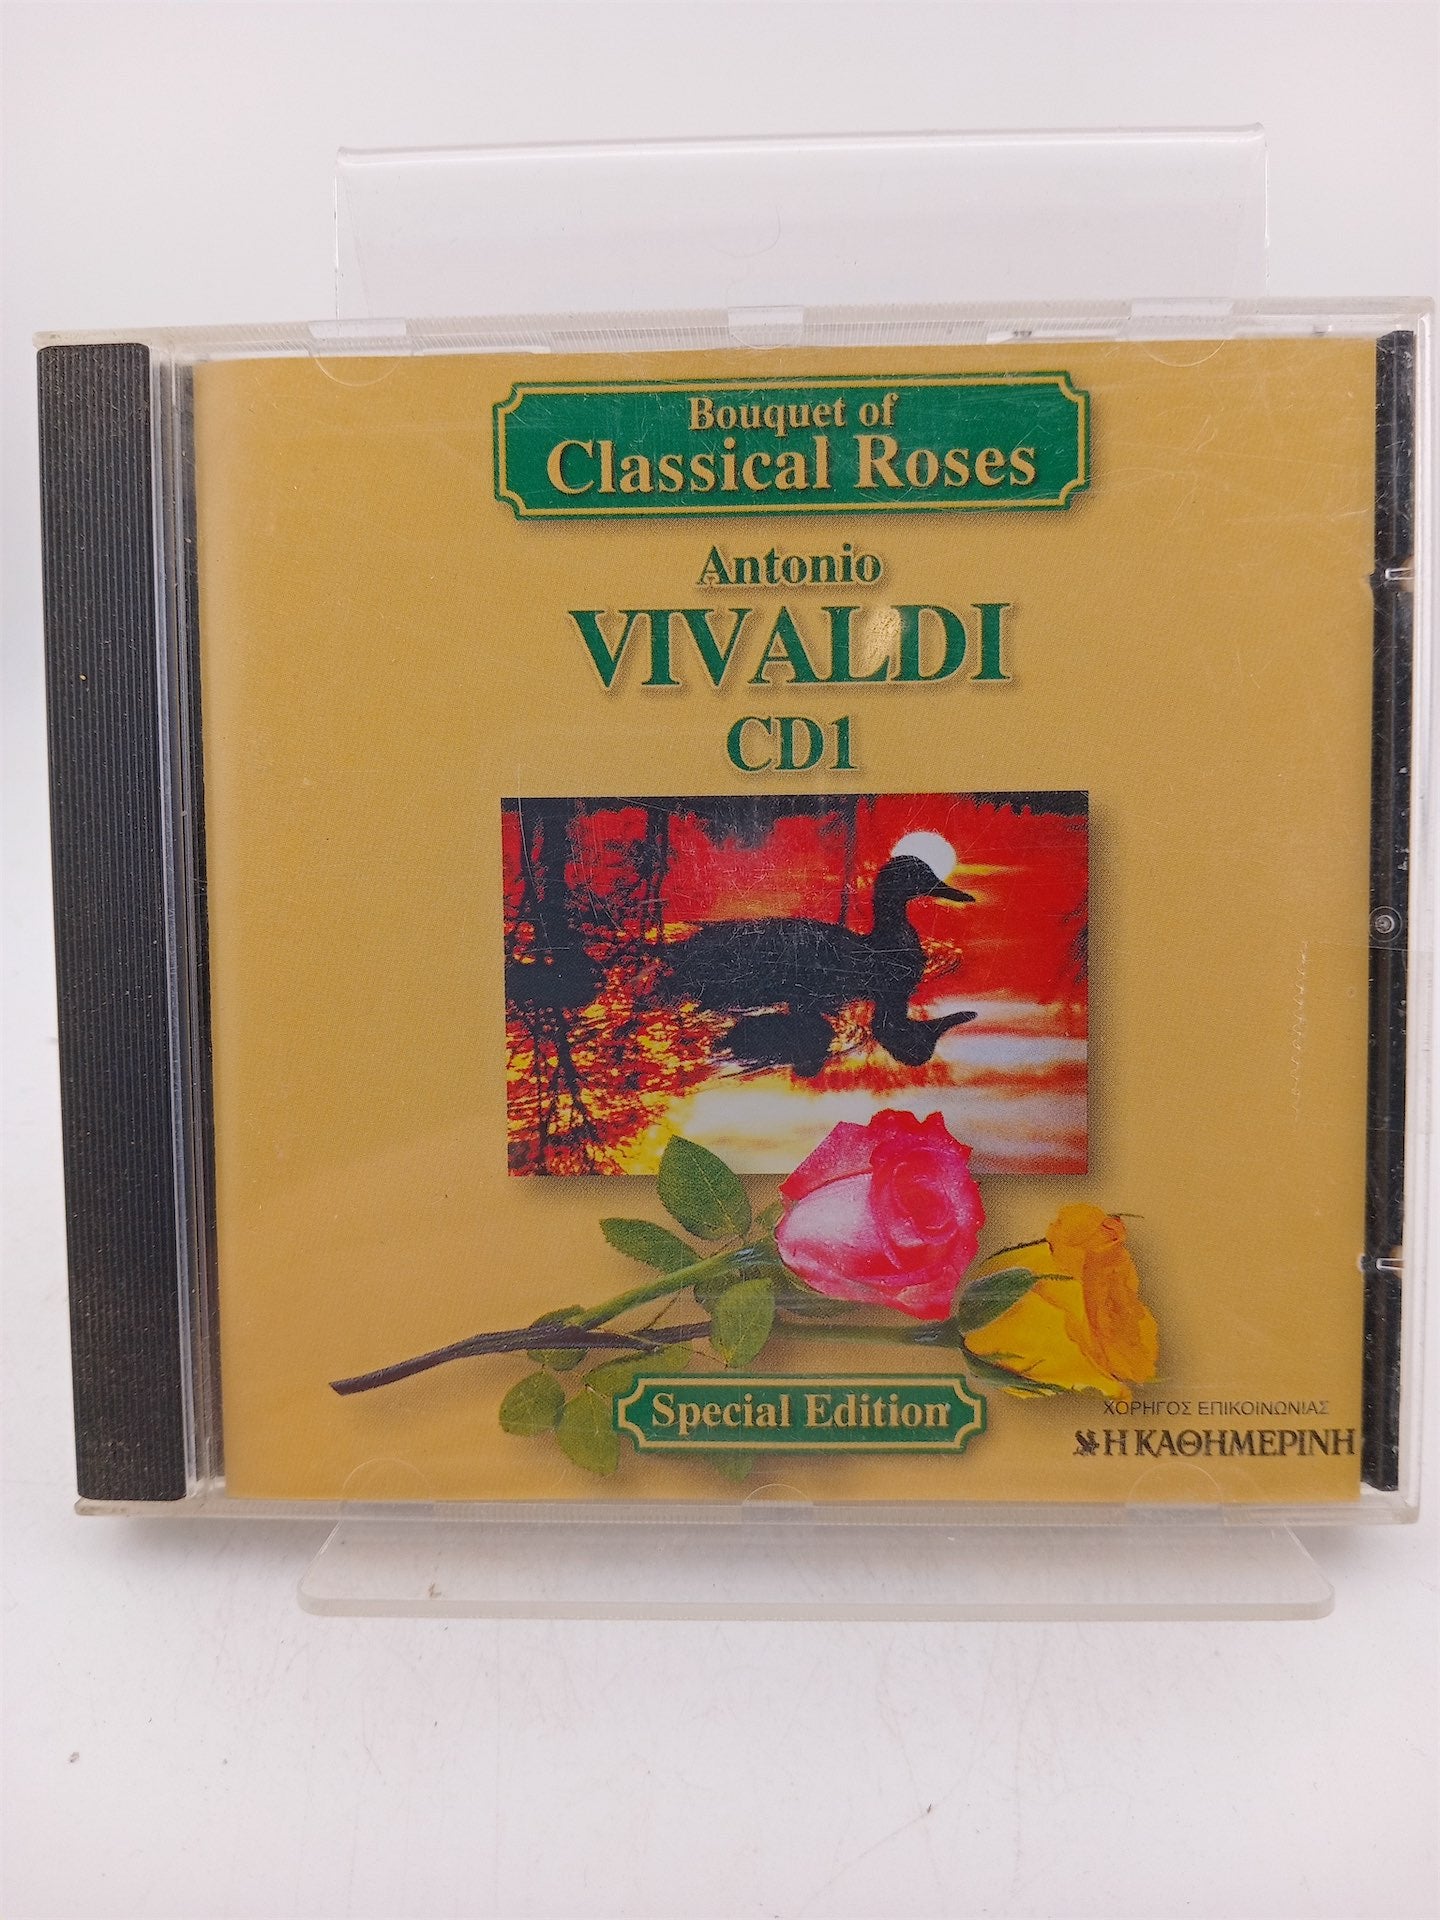 Bouquet of
Classical Roses
Antonio
VIVALDI
CD1
Special Edition
ΧΟΡΗΓΟΣ ΕΠΙΚΟΙΝΩΝΙΑΣ
Η ΚΑΘΗΜΕΡΙΝΗ